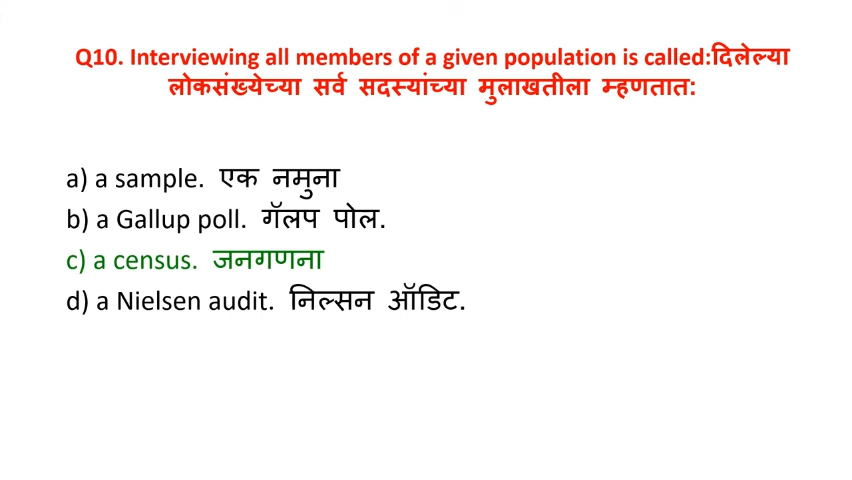 Q10. Interviewing all members of a given population is called:दिलेल्या
लोकसंख्येच्या सर्व सदस्यांच्या मुलाखतीला म्हणतात:
a) a sample. एक नमुना
b) a Gallup poll. गॅलप पोल.
c) a census. जनगणना
d) a Nielsen audit. निल्सन ऑडिट.